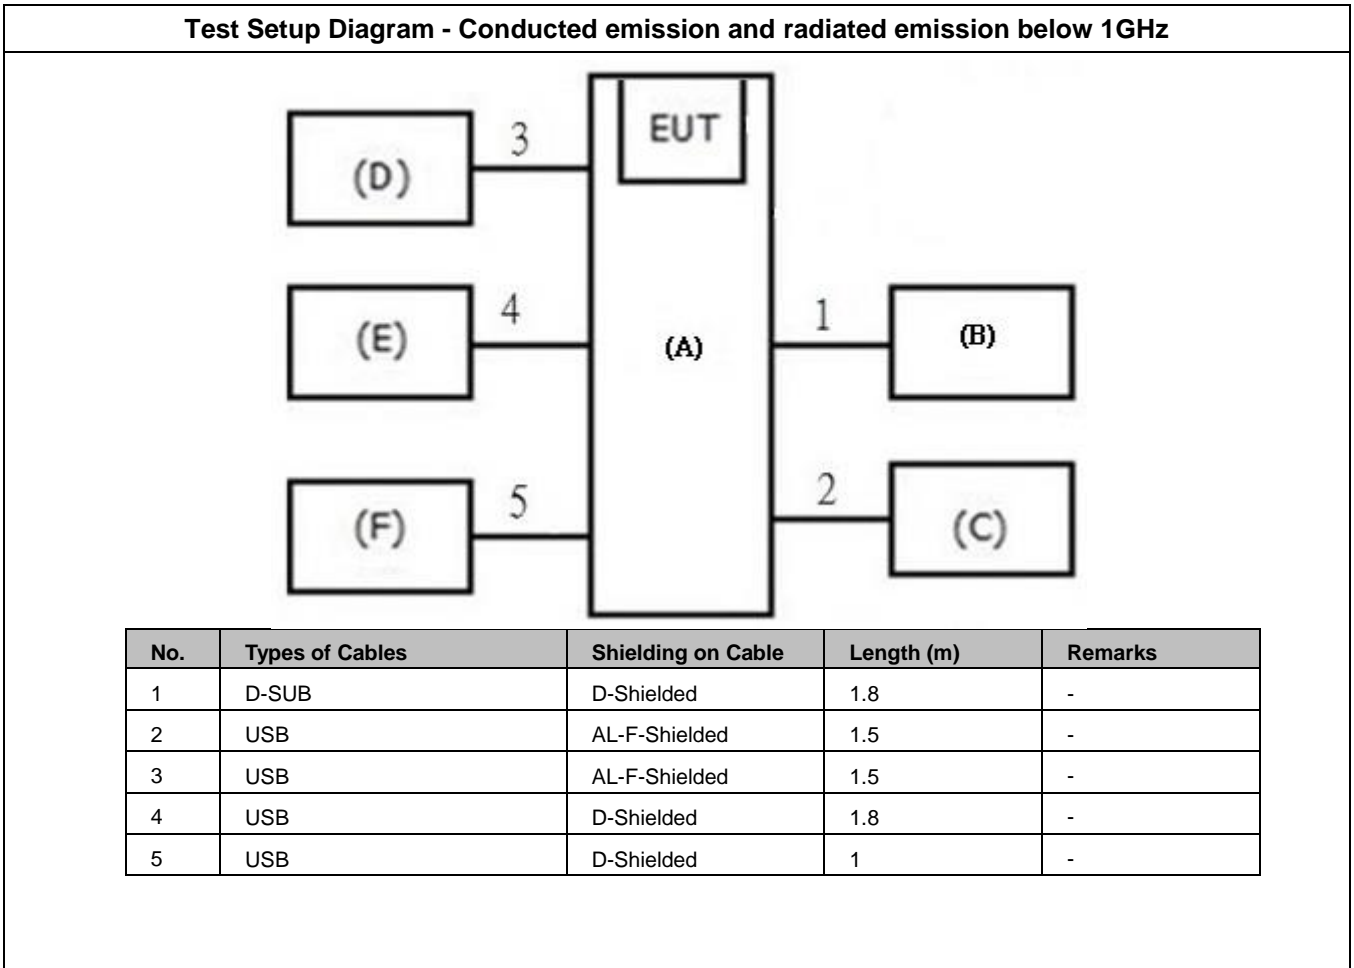 Test Setup Diagram - Conducted emission and radiated emission below 1GHz
EUT
3
(D)
4
1
(E)
(A)
(B)
5
2
(F)
(C)
No. Types of Cables Shielding on Cable Length (m) Remarks
1 D-SUB D-Shielded 1.8 -
2 USB AL-F-Shielded 1.5 -
3 USB AL-F-Shielded 1.5 -
4 USB D-Shielded 1.8 -
5 USB D-Shielded 1 -